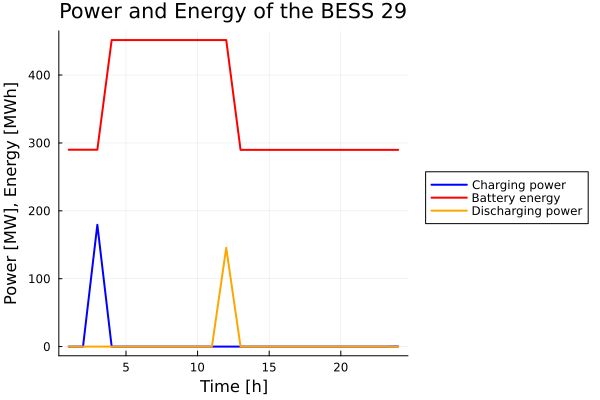 Power and Energy of the BESS 29
Power [MW], Energy [MWh]
400
300
200
100
0
5 10 15 20
Time [h]
Charging power
Battery energy
Discharging power